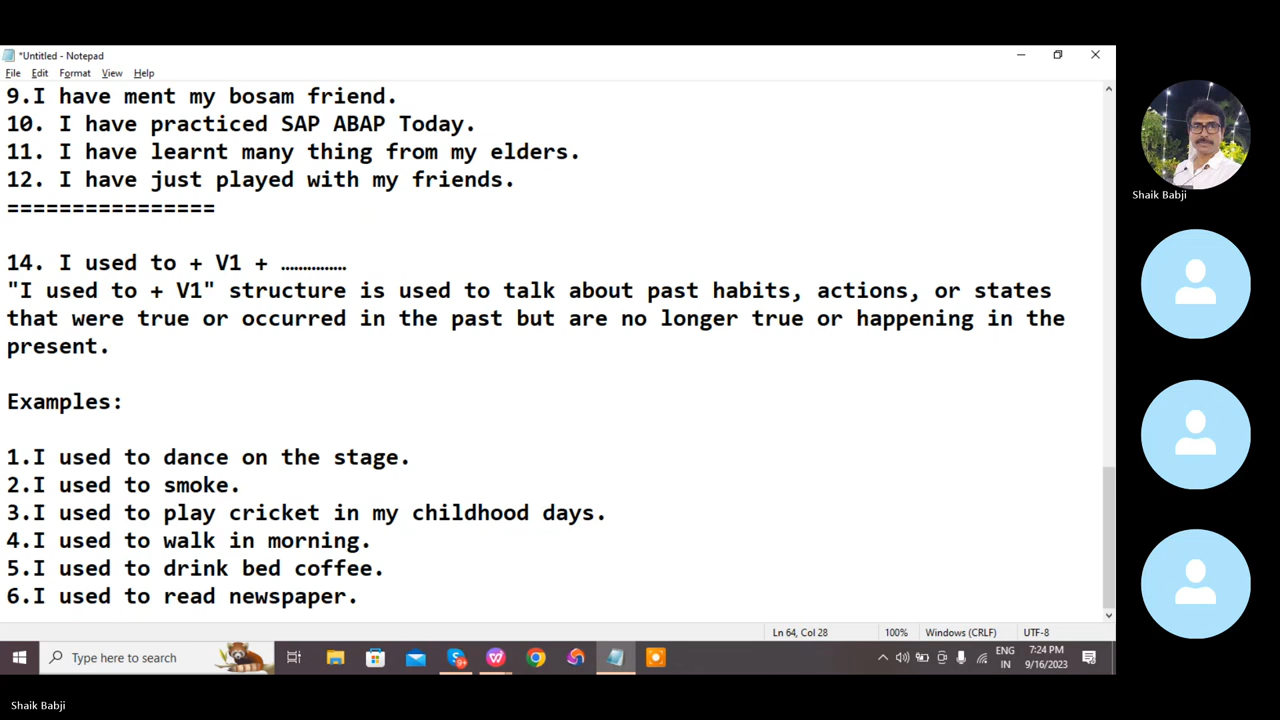 *Untitled - Notepad
File Edit Format View Help
9.I have ment my bosam friend.
10. I have practiced SAP ABAP Today.
11. I have learnt many thing from my elders.
12. I have just played with my friends.
================
14. I used to + V1 + ……………
"I used to + V1" structure is used to talk about past habits, actions, or states
that were true or occurred in the past but are no longer true or happening in the
present.
Examples:
1.I used to dance on the stage.
2.I used to smoke.
3.I used to play cricket in my childhood days.
4.I used to walk in morning.
5.I used to drink bed coffee.
6.I used to read newspaper.
Ln 64, Col 28 100% Windows (CRLF) UTF-8
Type here to search
ENG
IN
7:24 PM
9/16/2023
Shaik Babji
Shaik Babji